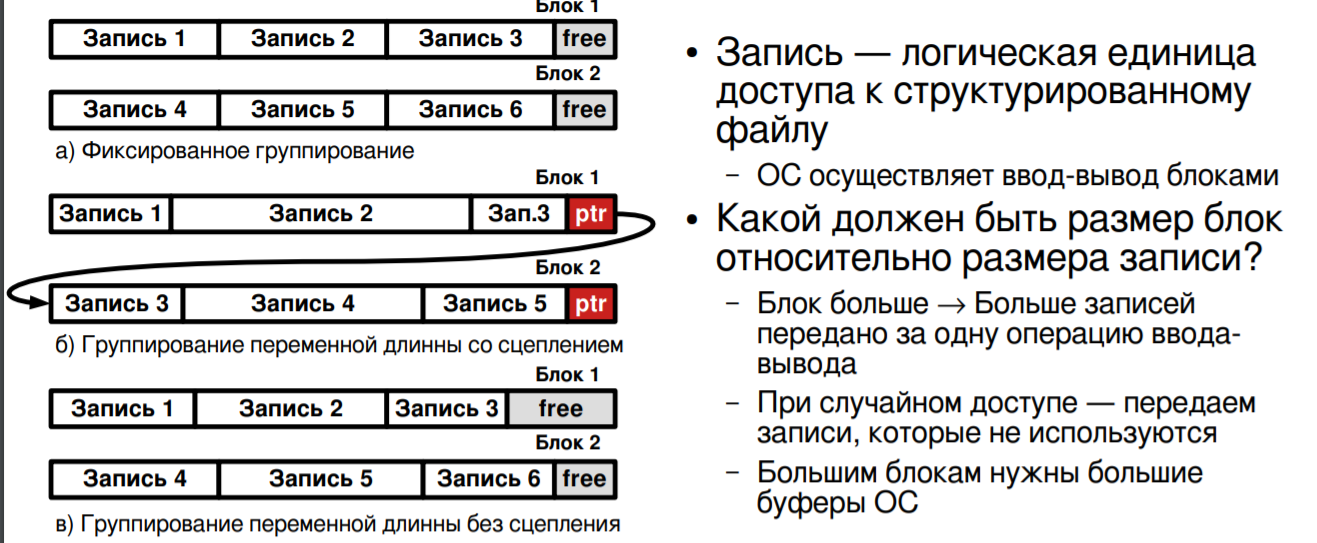 Блок 1
Запись 1 Запись 2 Запись 3 free
Блок 2
Запись 4 Запись 5 Запись 6 free
а) Фиксированное группирование
Блок 1
Запись 1 Запись 2 Зап.3 ptr
Блок 2
Запись 3 Запись 4 Запись 5 ptr
б) Группирование переменной длинны со сцеплением
Блок 1
Запись 1 Запись 2 Запись 3 free
Блок 2
Запись 4 Запись 5 Запись 6 free
в) Группирование переменной длинны без сцепления
• Запись — логическая единица
доступа к структурированному
файлу
– ОС осуществляет ввод-вывод блоками
• Какой должен быть размер блок
относительно размера записи?
– Блок больше → Больше записей
передано за одну операцию ввода-
вывода
– При случайном доступе — передаем
записи, которые не используются
– Большим блокам нужны большие
буферы ОС